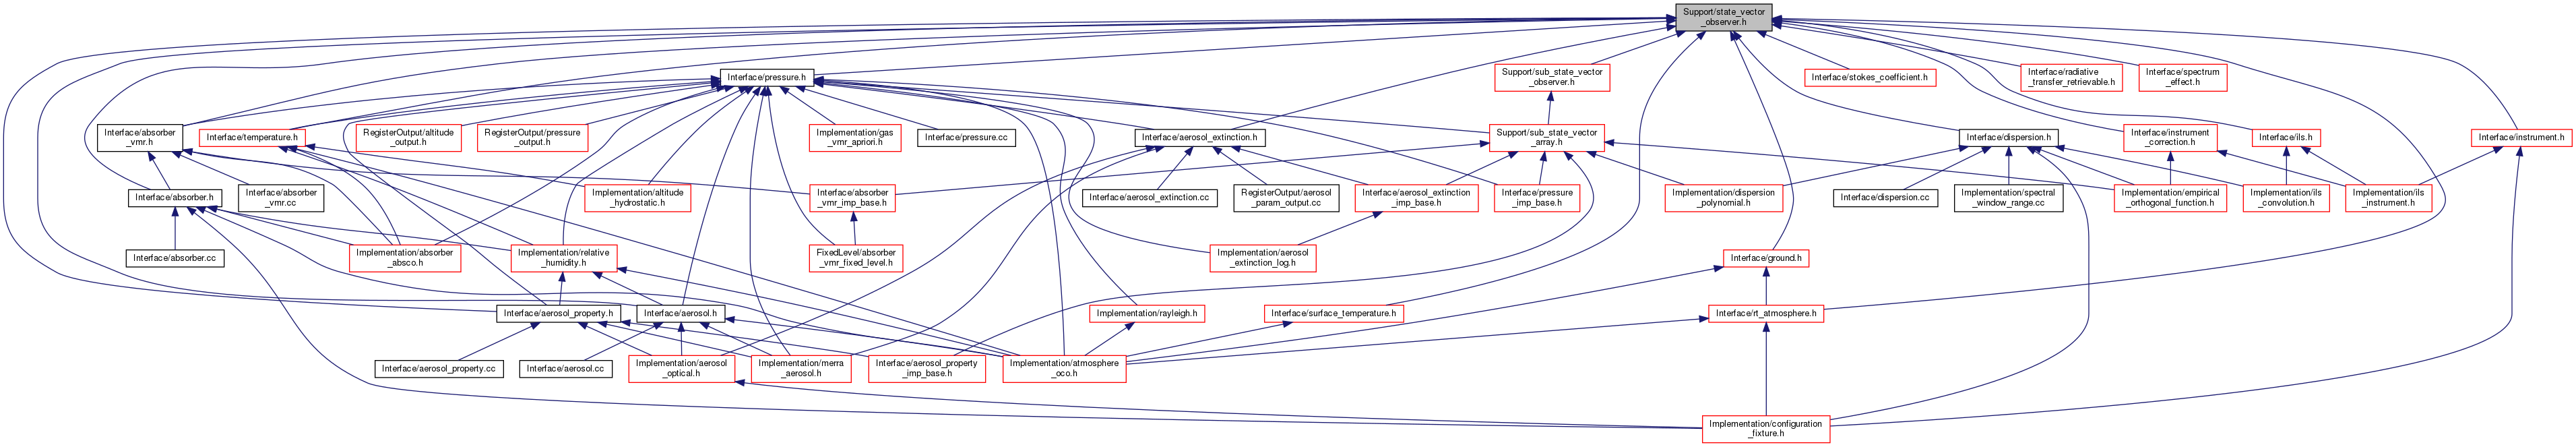 Support/state_vector
_observer.h
Interface/pressure.h
Support/sub_state_vector
_observer.h
Interface/stokes_coefficient.h
Interface/radiative
_transfer_retrievable.h
Interface/spectrum
_effect.h
Interface/absorber
_vmr.h
Interface/temperature.h
RegisterOutput/altitude
_output.h
RegisterOutput/pressure
_output.h
Implementation/gas
_vmr_apriori.h
Interface/pressure.cc
Interface/aerosol_extinction.h
Support/sub_state_vector
_array.h
Interface/dispersion.h
Interface/instrument
_correction.h
Interface/ils.h
Interface/instrument.h
Interface/absorber.h
Interface/absorber
_vmr.cc
Implementation/altitude
_hydrostatic.h
Interface/absorber
_vmr_imp_base.h
Interface/aerosol_extinction.cc
RegisterOutput/aerosol
_param_output.cc
Interface/aerosol_extinction
_imp_base.h
Interface/pressure
_imp_base.h
Implementation/dispersion
_polynomial.h
Interface/dispersion.cc
Implementation/spectral
_window_range.cc
Implementation/empirical
_orthogonal_function.h
Implementation/ils
_convolution.h
Implementation/ils
_instrument.h
Interface/absorber.cc
Implementation/absorber
_absco.h
Implementation/relative
_humidity.h
FixedLevel/absorber
_vmr_fixed_level.h
Implementation/aerosol
_extinction_log.h
Interface/ground.h
Interface/aerosol_property.h
Interface/aerosol.h
Implementation/rayleigh.h
Interface/surface_temperature.h
Interface/rt_atmosphere.h
Interface/aerosol_property.cc
Interface/aerosol.cc
Implementation/aerosol
_optical.h
Implementation/merra
_aerosol.h
Interface/aerosol_property
_imp_base.h
Implementation/atmosphere
_oco.h
Implementation/configuration
_fixture.h